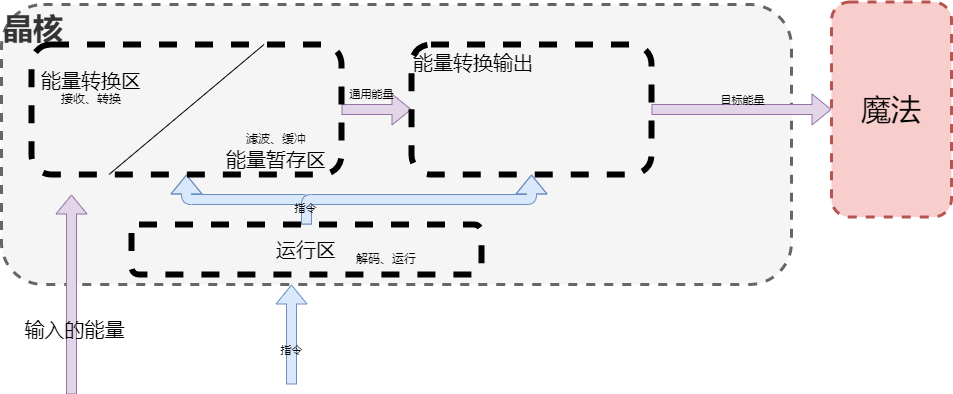 晶核
能量转换区
接收、转换
滤波、缓冲
能量暂存区
通用能量
能量转换输出
目标能量
魔法
指令
运行区
解码、运行
输入的能量
指令